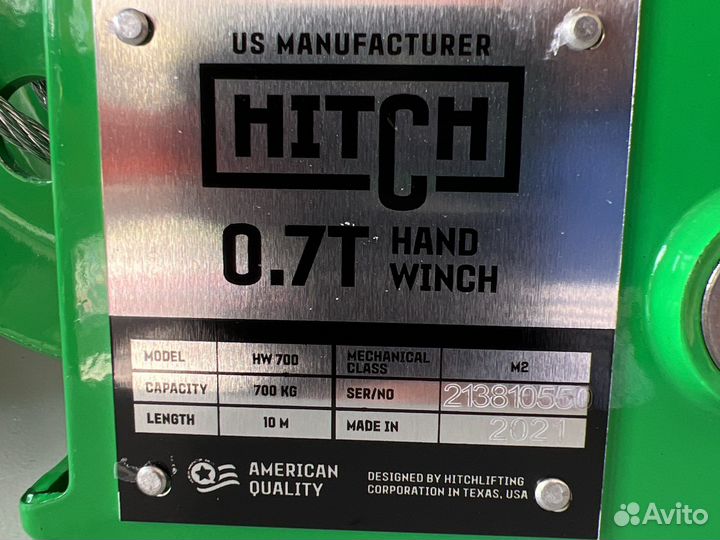 US MANUFACTURER
HITCH
0.7T HAND WINCH
MODEL HW 700 MECHANICAL CLASS M2
CAPACITY 700 KG SER/NO 213810550
LENGTH 10 M MADE IN 2021
AMERICAN QUALITY
DESIGNED BY HITCHLIFTING
CORPORATION IN TEXAS, USA
Avito